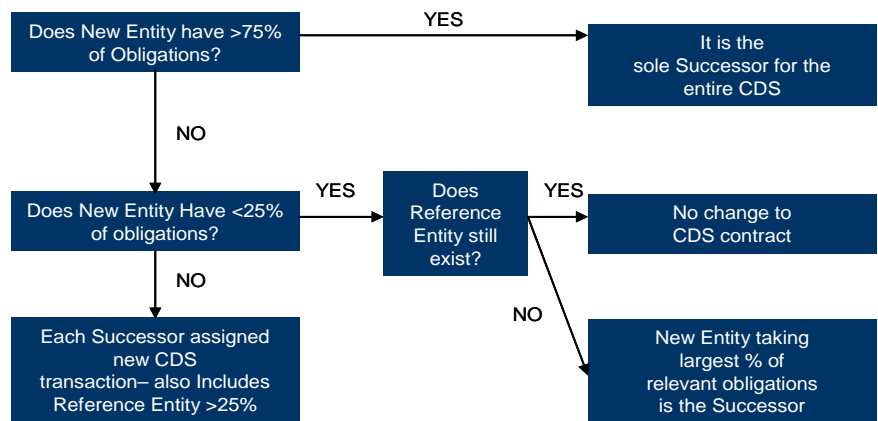 Does New Entity have >75%
of Obligations?
YES
It is the
sole Successor for the
entire CDS
NO
Does New Entity Have <25%
of obligations?
YES
Does
Reference
Entity still
exist?
YES
No change to
CDS contract
NO
NO
Each Successor assigned
new CDS
transaction– also Includes
Reference Entity >25%
New Entity taking
largest % of
relevant obligations
is the Successor